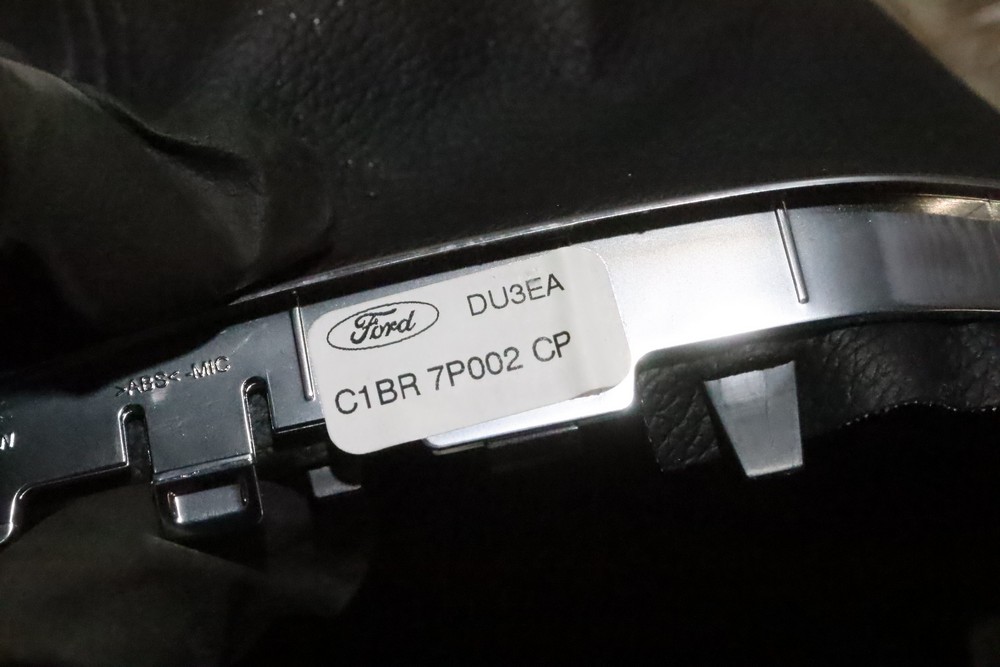 Ford DU3EA
C1BR 7P002 CP
>ABS<-MIC
W